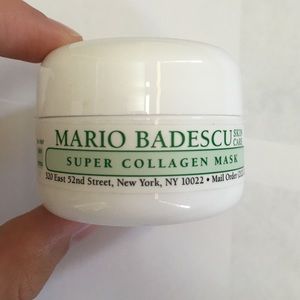 MARIO BADESCU SKIN CARE
SUPER COLLAGEN MASK
320 East 52nd Street, New York, NY 10022 • Mail Order